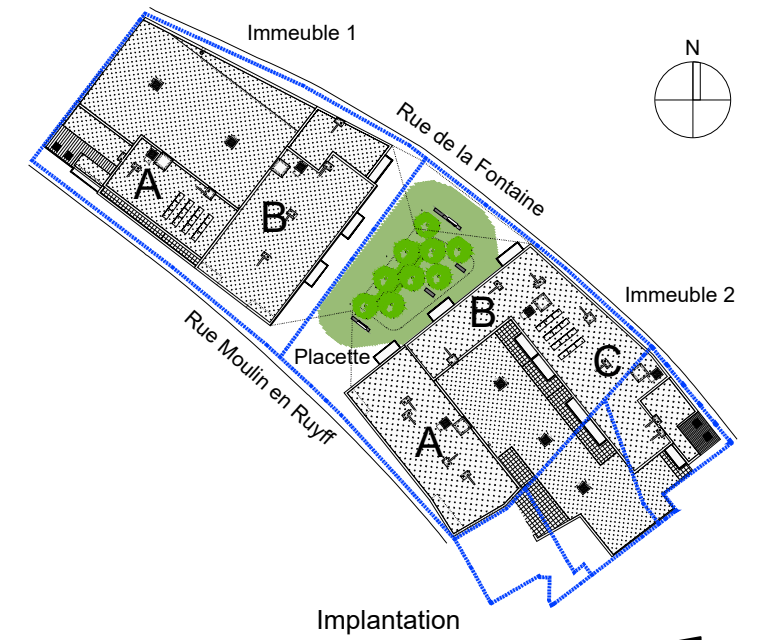 Immeuble 1
N
Rue de la Fontaine
A
B
Immeuble 2
B
Rue Moulin en Ruyff
Placette
C
A
Implantation